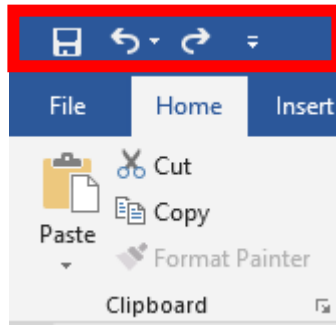 File Home Insert
Cut
Copy
Paste
Format Painter
Clipboard